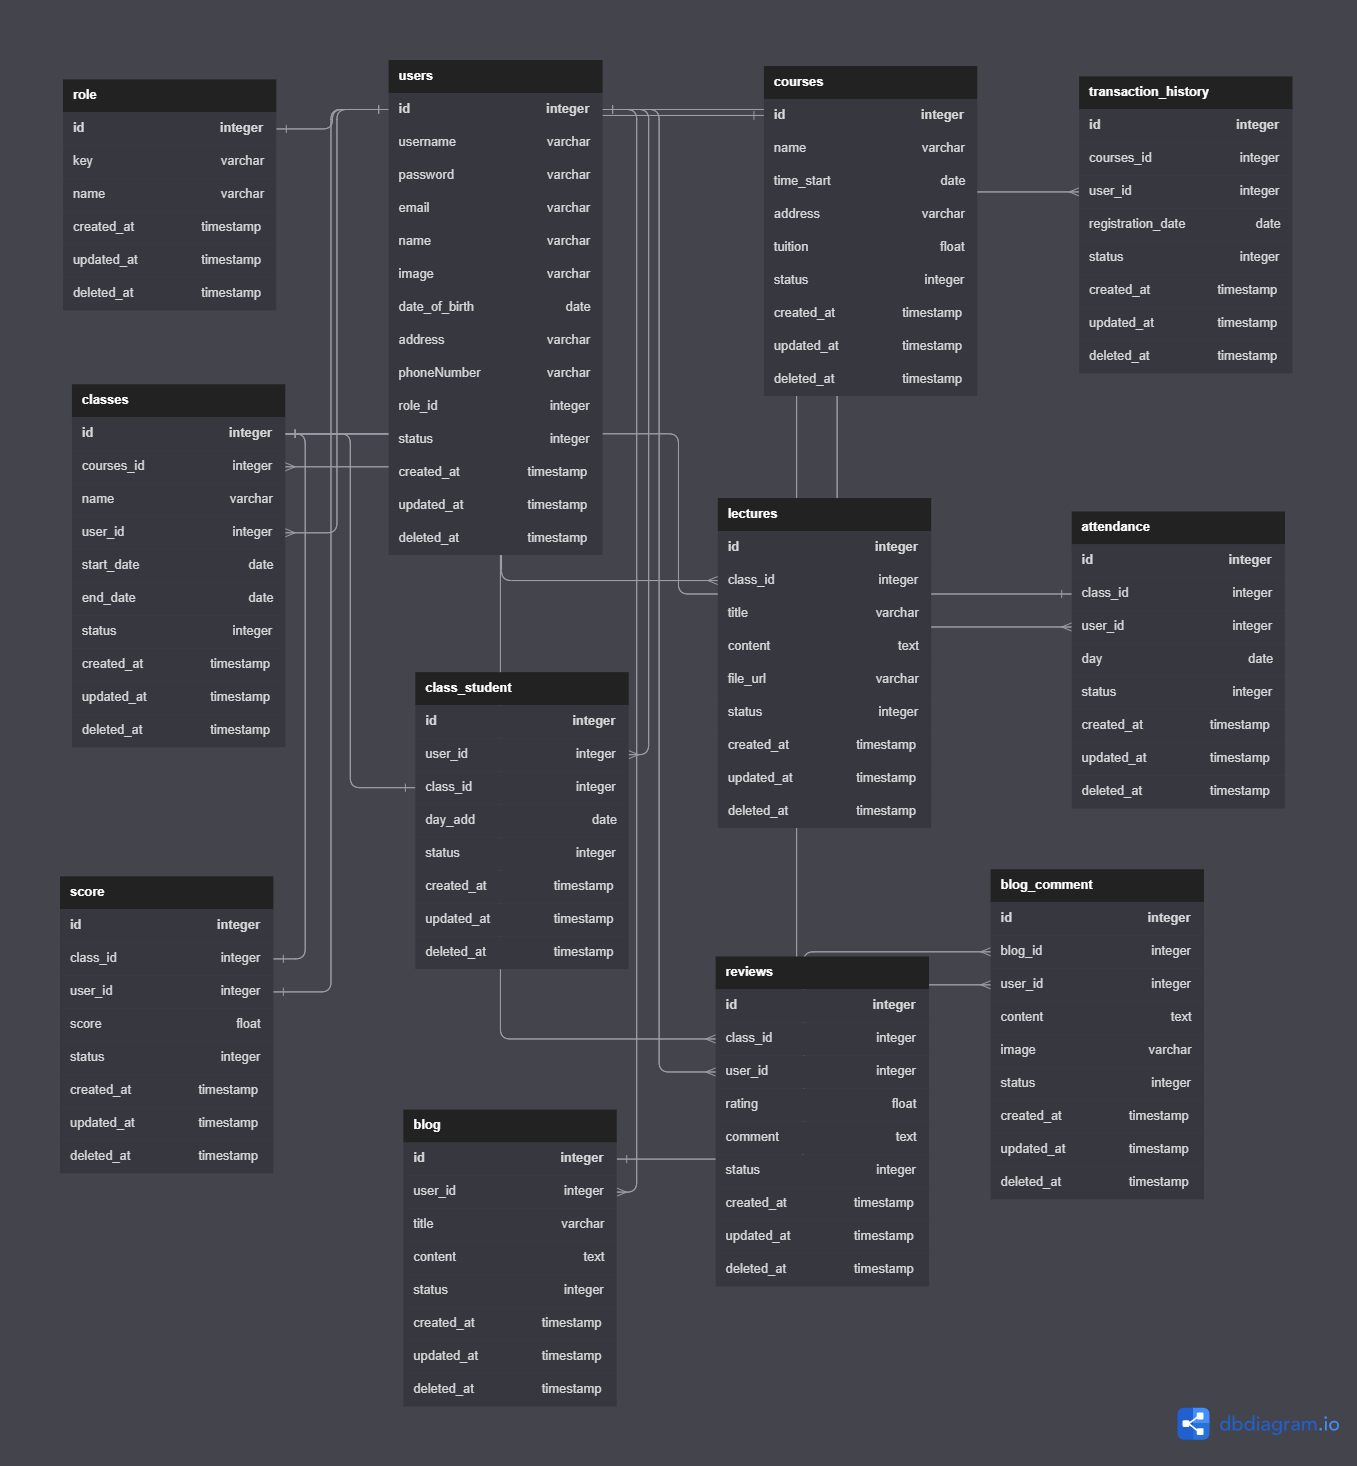 role
id integer
key varchar
name varchar
created_at timestamp
updated_at timestamp
deleted_at timestamp
users
id integer
username varchar
password varchar
email varchar
name varchar
image varchar
date_of_birth date
address varchar
phoneNumber varchar
role_id integer
status integer
created_at timestamp
updated_at timestamp
deleted_at timestamp
courses
id integer
name varchar
time_start date
address varchar
tuition float
status integer
created_at timestamp
updated_at timestamp
deleted_at timestamp
transaction_history
id integer
courses_id integer
user_id integer
registration_date date
status integer
created_at timestamp
updated_at timestamp
deleted_at timestamp
classes
id integer
courses_id integer
name varchar
user_id integer
start_date date
end_date date
status integer
created_at timestamp
updated_at timestamp
deleted_at timestamp
lectures
id integer
class_id integer
title varchar
content text
file_url varchar
status integer
created_at timestamp
updated_at timestamp
deleted_at timestamp
attendance
id integer
class_id integer
user_id integer
day date
status integer
created_at timestamp
updated_at timestamp
deleted_at timestamp
class_student
id integer
user_id integer
class_id integer
day_add date
status integer
created_at timestamp
updated_at timestamp
deleted_at timestamp
score
id integer
class_id integer
user_id integer
score float
status integer
created_at timestamp
updated_at timestamp
deleted_at timestamp
reviews
id integer
class_id integer
user_id integer
rating float
comment text
status integer
created_at timestamp
updated_at timestamp
deleted_at timestamp
blog_comment
id integer
blog_id integer
user_id integer
content text
image varchar
status integer
created_at timestamp
updated_at timestamp
deleted_at timestamp
blog
id integer
user_id integer
title varchar
content text
status integer
created_at timestamp
updated_at timestamp
deleted_at timestamp
dbdiagram.io